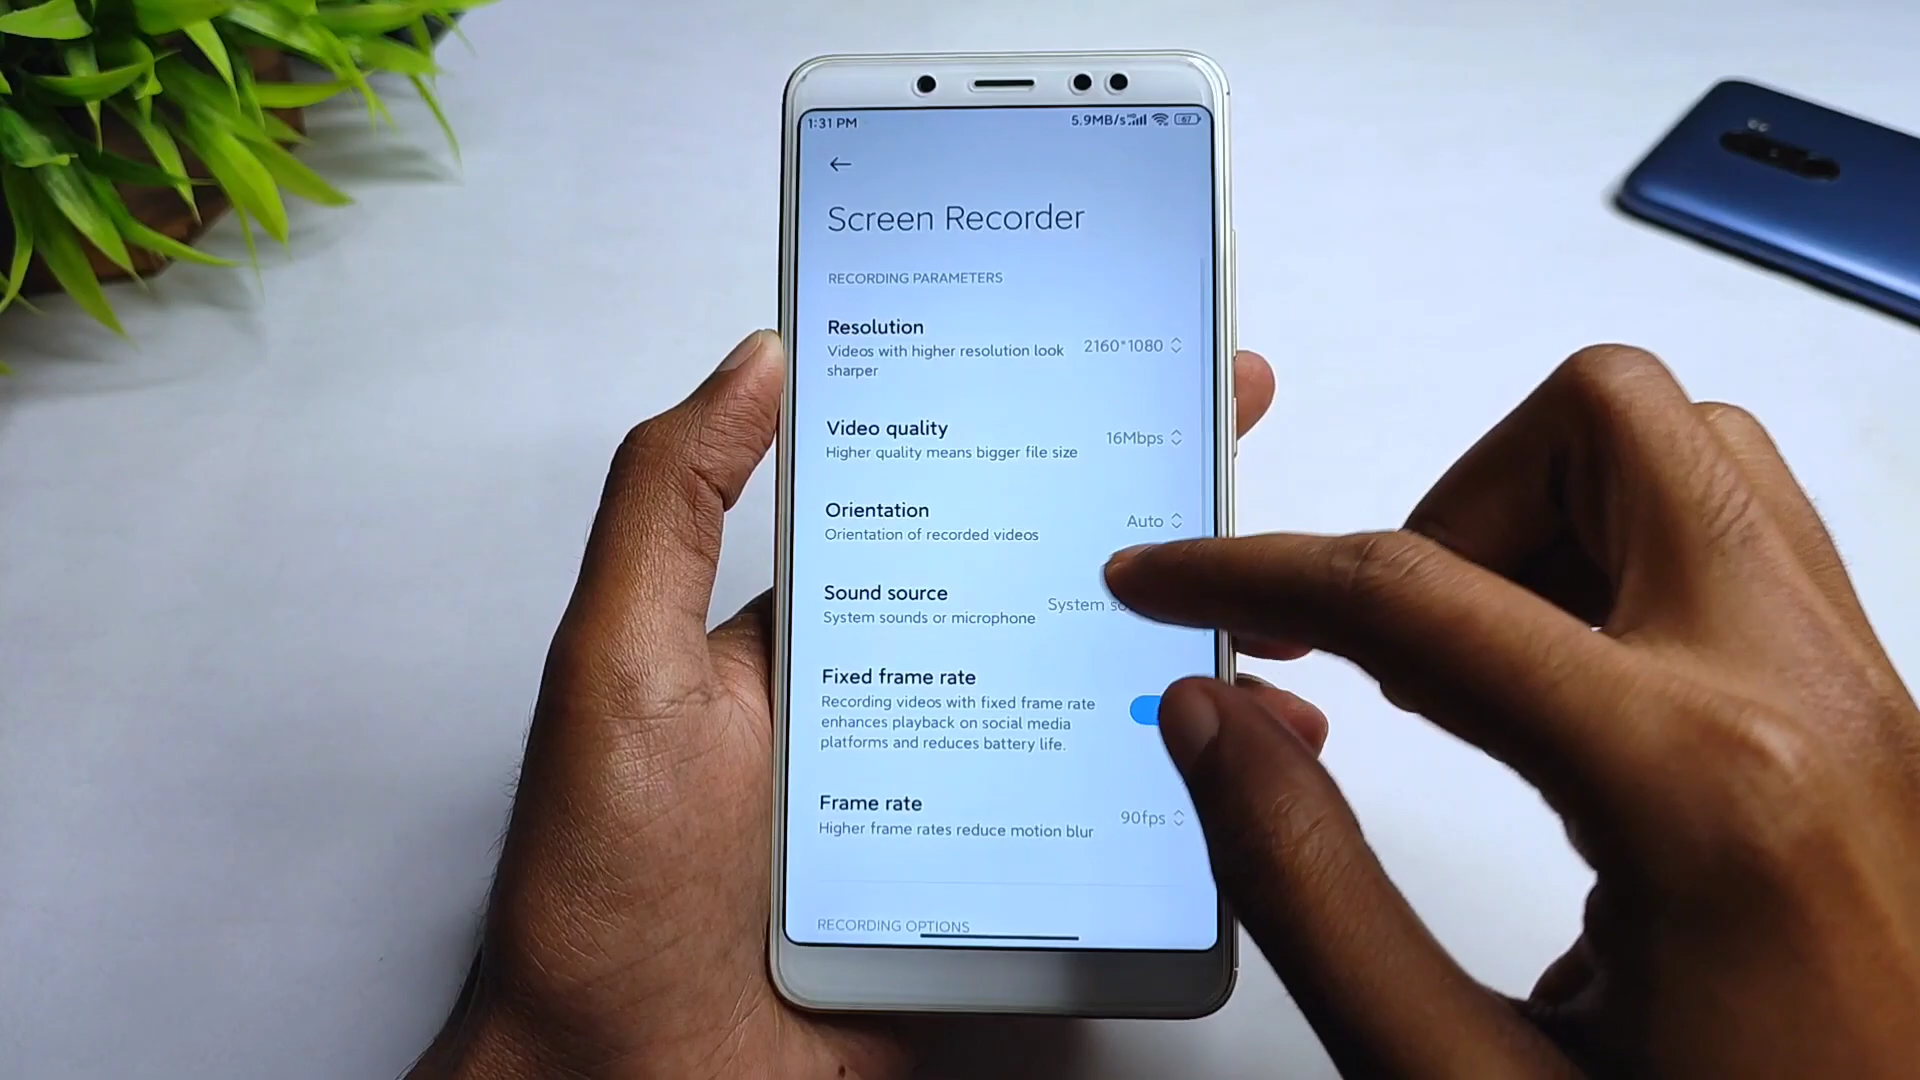 1:31 PM
5.9MB/s
67
Screen Recorder
RECORDING PARAMETERS
Resolution
Videos with higher resolution look
sharper
2160*1080
Video quality
Higher quality means bigger file size
16Mbps
Orientation
Orientation of recorded videos
Auto
Sound source
System sounds or microphone
System
Fixed frame rate
Recording videos with fixed frame rate
enhances playback on social media
platforms and reduces battery life.
Frame rate
Higher frame rates reduce motion blur
90fps
RECORDING OPTIONS